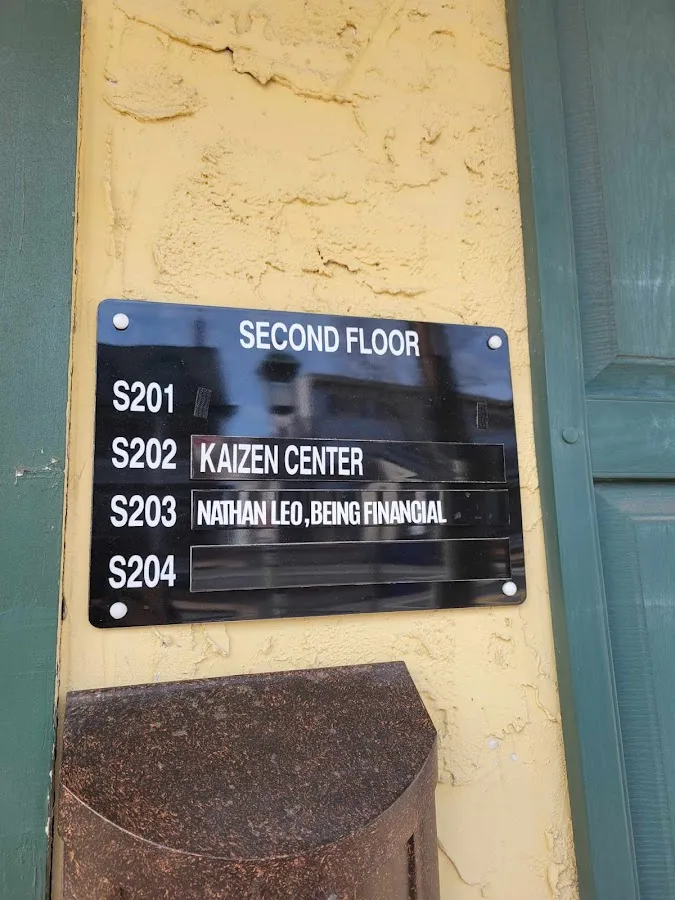 SECOND FLOOR
S201
S202 KAIZEN CENTER
S203 NATHAN LEO, BEING FINANCIAL
S204